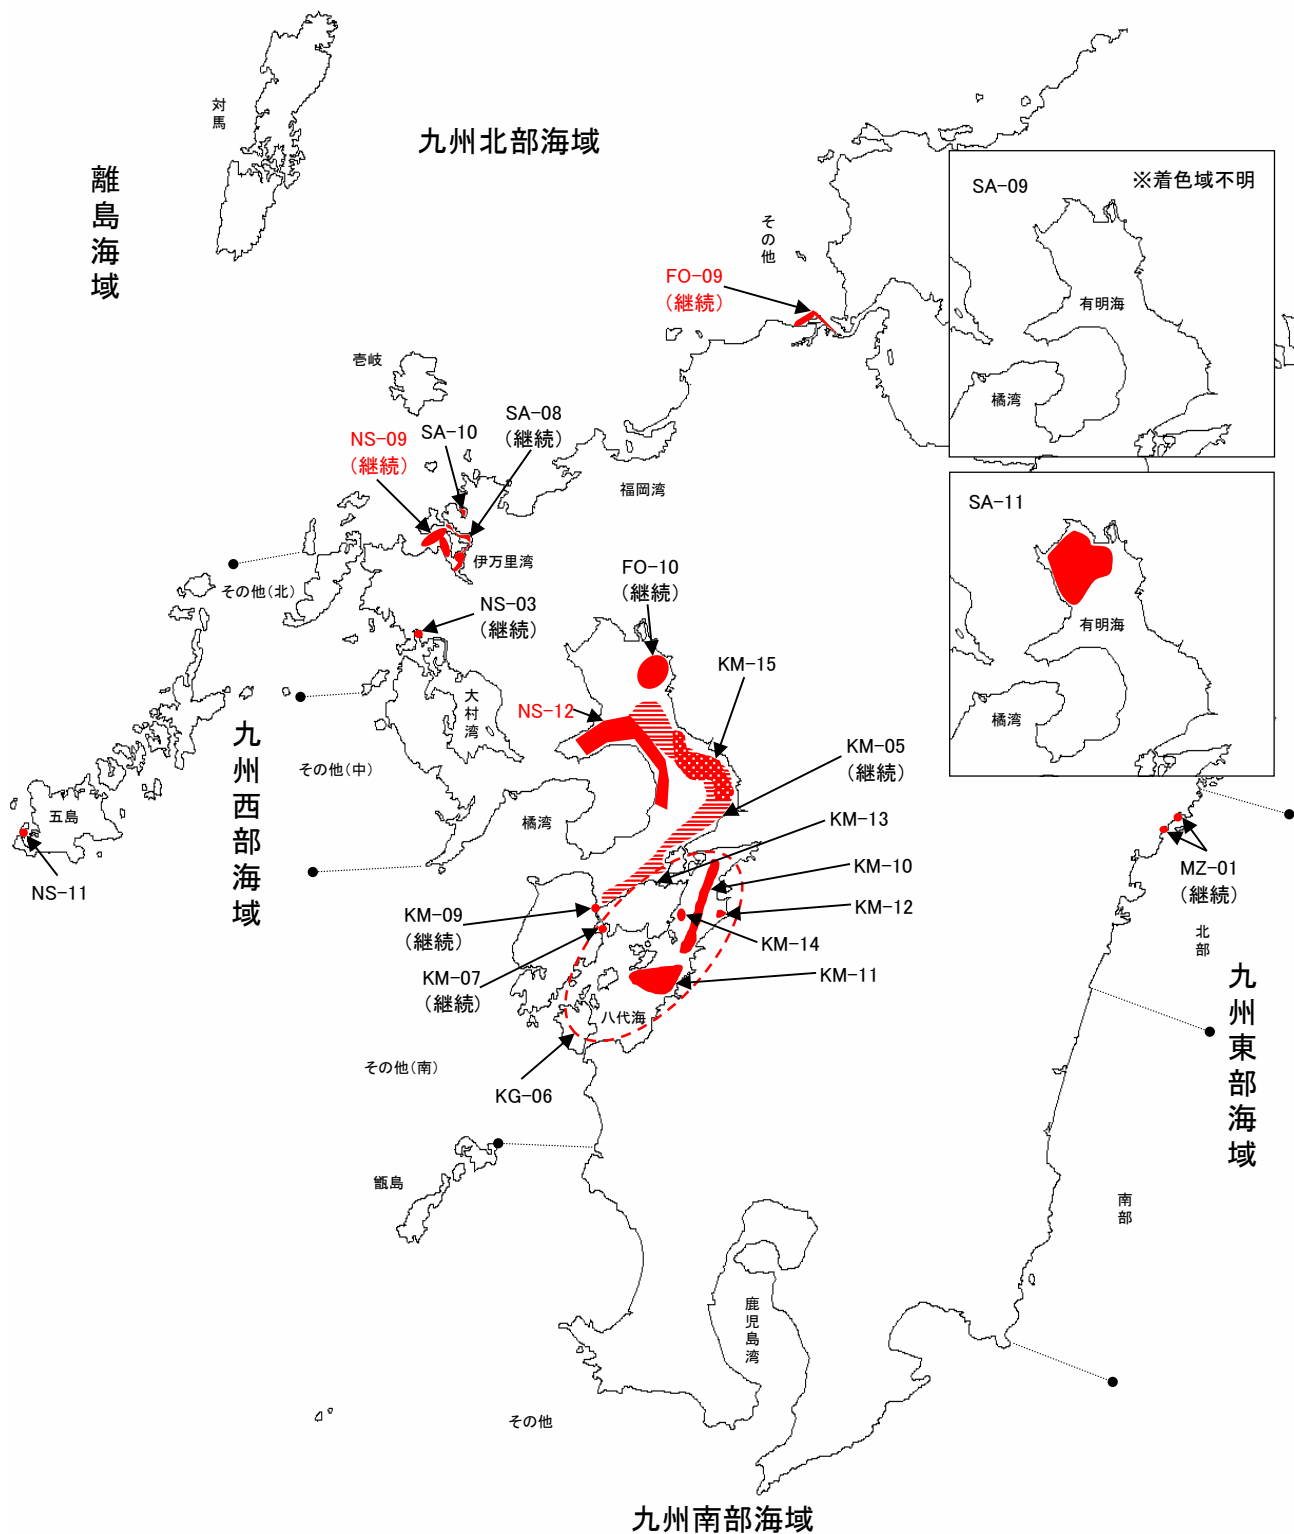 対馬
九州北部海域
離島海域
SA-09
※着色域不明
有明海
橘湾
その他
FO-09
(継続)
壱岐
SA-08
(継続)
SA-10
NS-09
(継続)
福岡湾
伊万里湾
SA-11
有明海
橘湾
その他(北)
FO-10
(継続)
NS-03
(継続)
KM-15
大村湾
NS-12
九州西部海域
その他(中)
KM-05
(継続)
五島
橘湾
KM-13
NS-11
KM-10
MZ-01
(継続)
KM-09
(継続)
KM-12
KM-14
北部
KM-07
(継続)
KM-11
九州東部海域
八代海
その他(南)
KG-06
甑島
南部
鹿児島湾
その他
九州南部海域